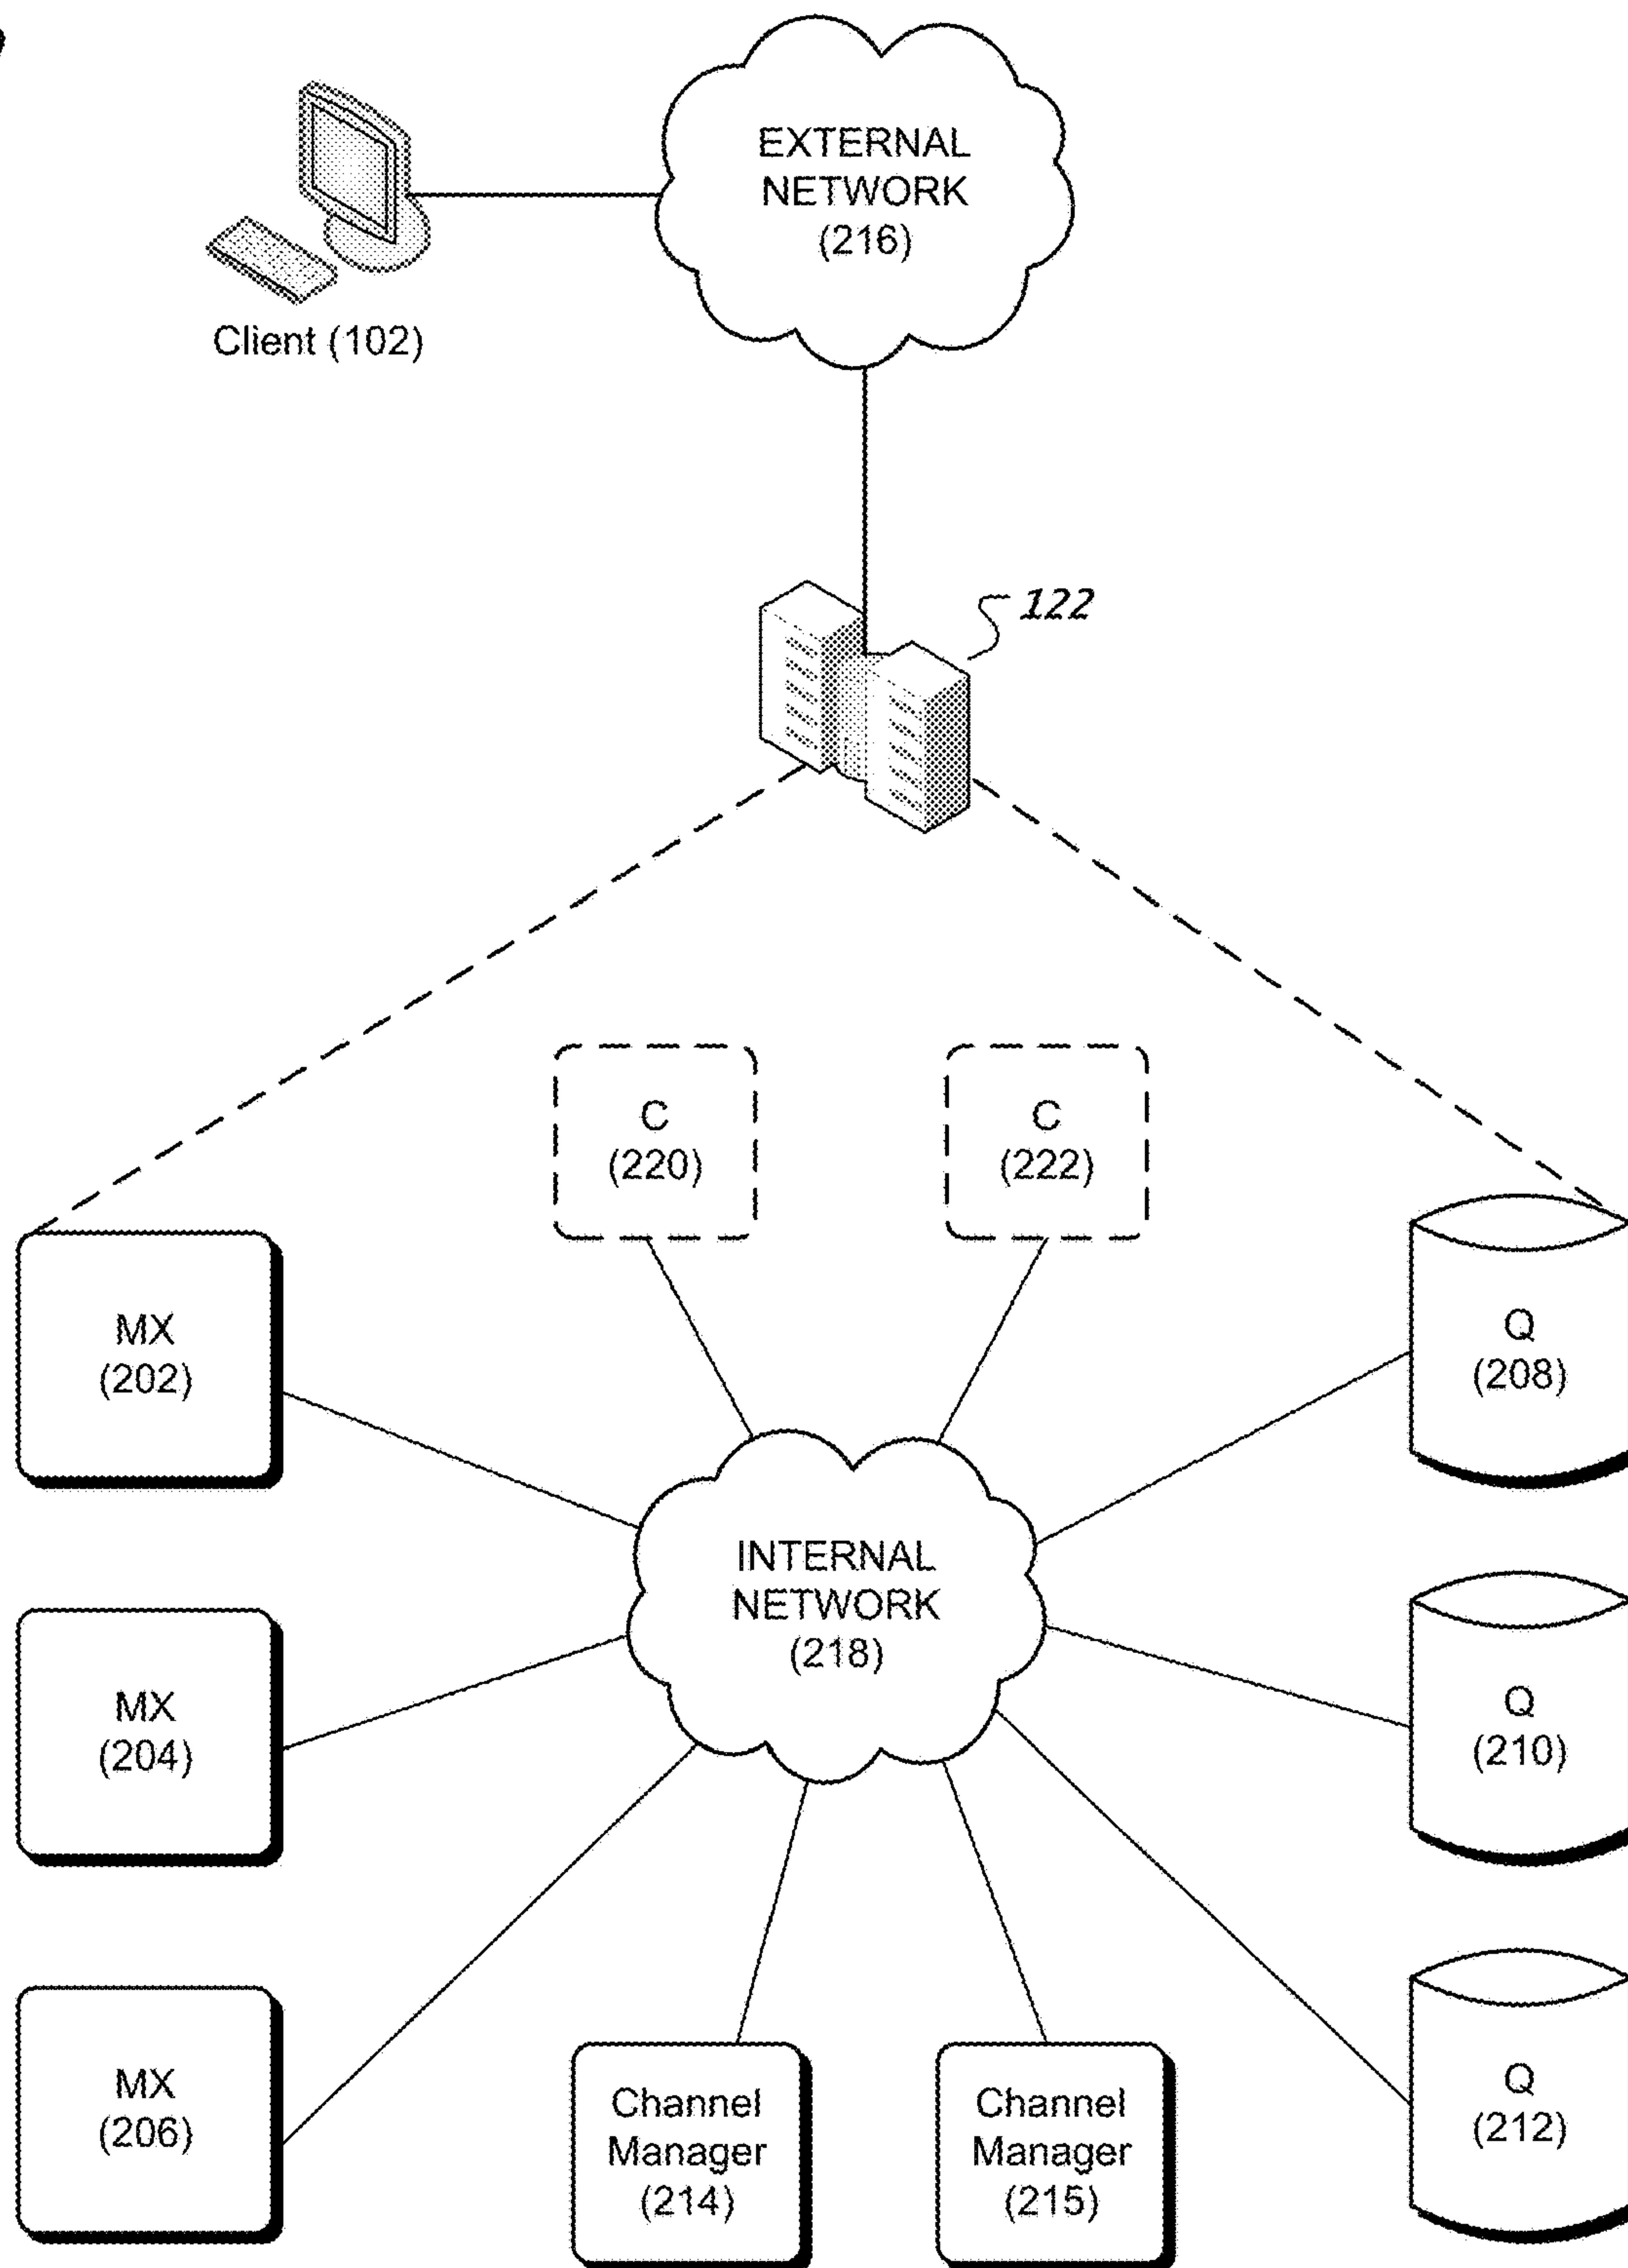 EXTERNAL
NETWORK
(216)
Client (102)
122
C
(220)
C
(222)
MX
(202)
Q
(208)
INTERNAL
NETWORK
(218)
MX
(204)
Q
(210)
MX
(206)
Channel
Manager
(214)
Channel
Manager
(215)
Q
(212)